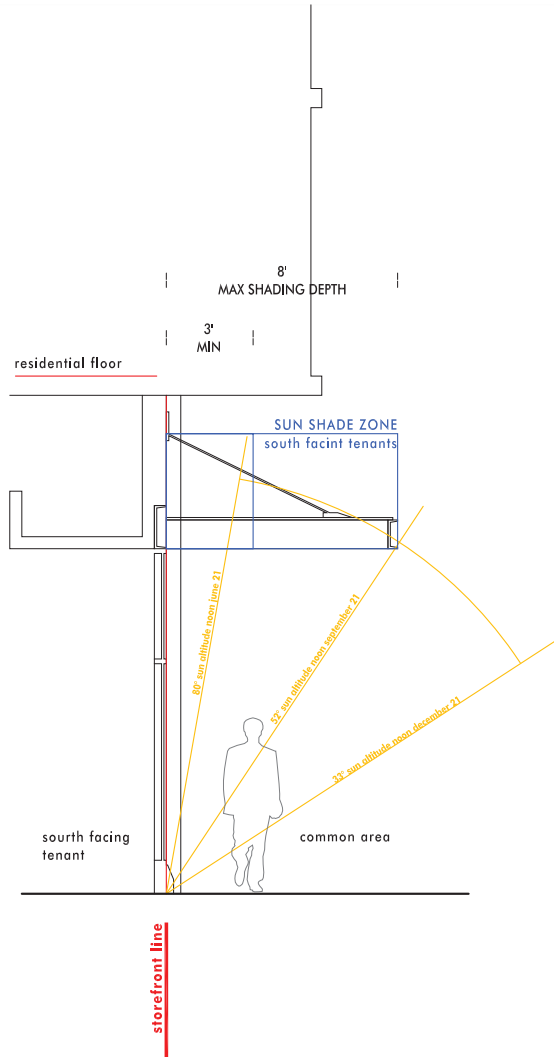 8'
MAX SHADING DEPTH
3'
MIN
residential floor
SUN SHADE ZONE
south facint tenants
80° sun altitude noon june 21
52° sun altitude noon september 21
33° sun altitude noon december 21
sourth facing
tenant
common area
storefront line